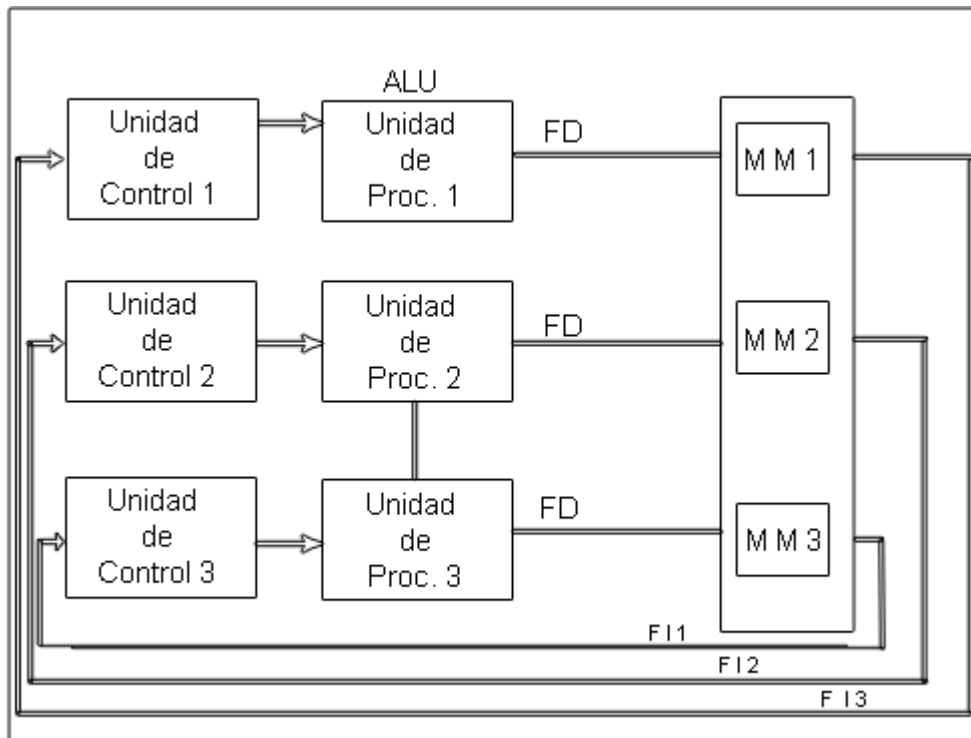 ALU
Unidad
de
Control 1
Unidad
de
Proc. 1
FD
M M 1
Unidad
de
Control 2
Unidad
de
Proc. 2
FD
M M 2
Unidad
de
Control 3
Unidad
de
Proc. 3
FD
M M 3
F I 1
F I 2
F I 3